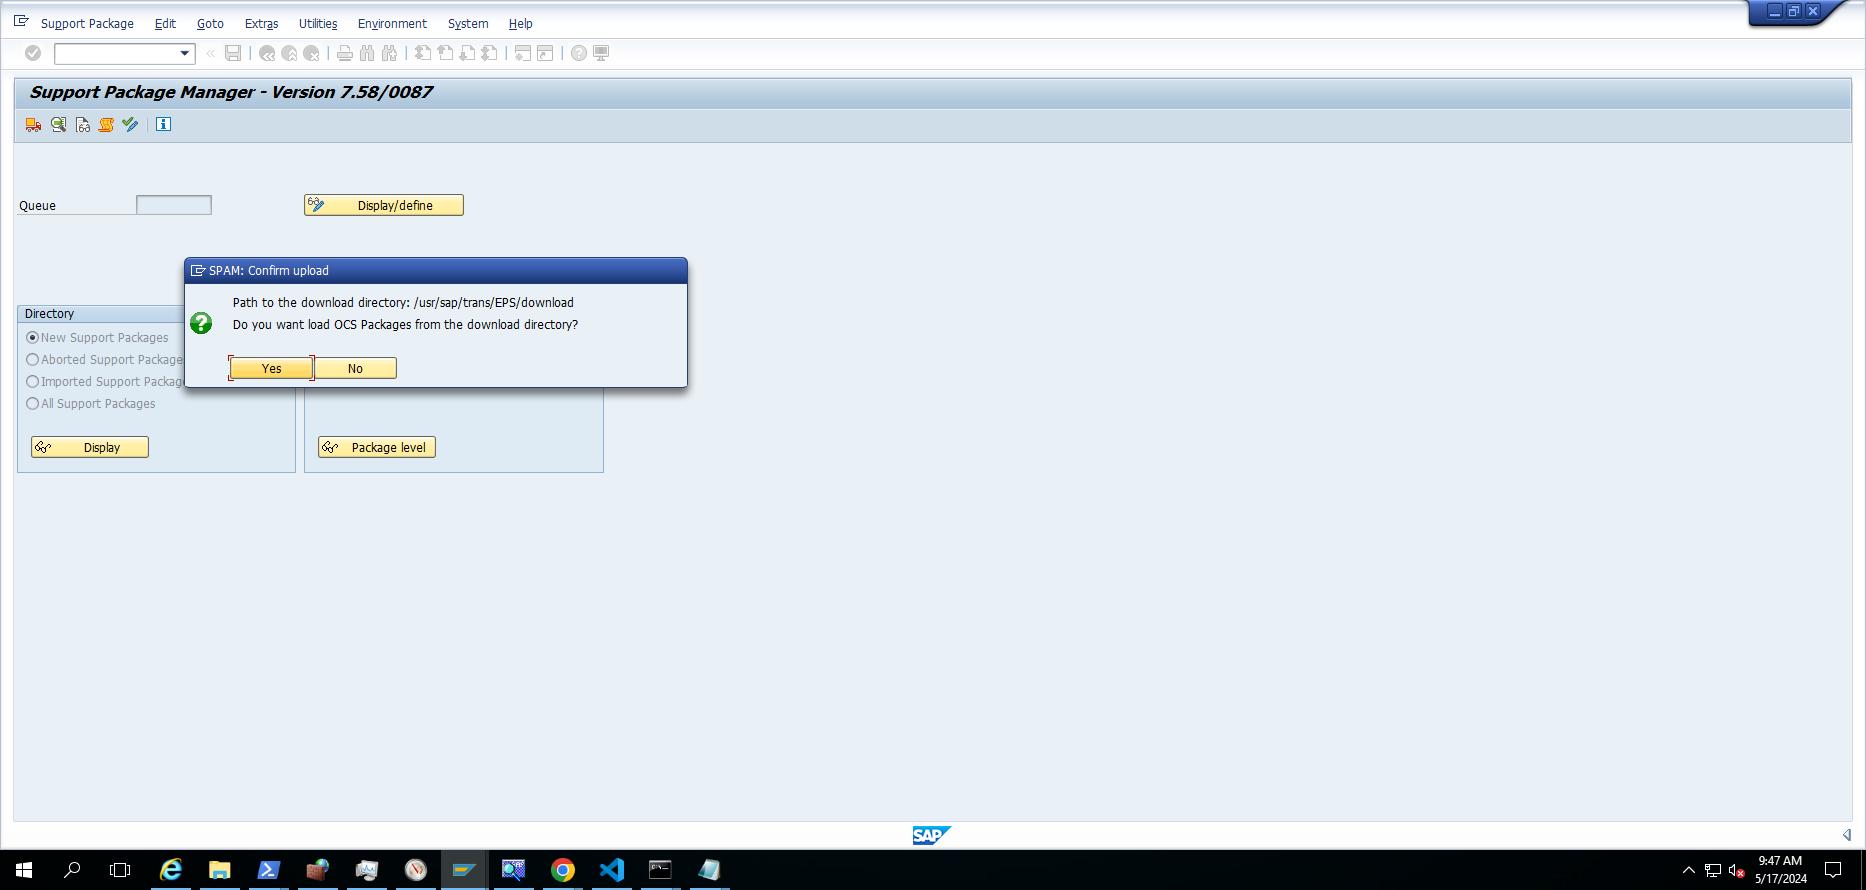 Support Package Edit Goto Extras Utilities Environment System Help
Support Package Manager - Version 7.58/0087
Queue
Display/define
SPAM: Confirm upload
Path to the download directory: /usr/sap/trans/EPS/download
Do you want load OCS Packages from the download directory?
Yes No
Directory
New Support Packages
Aborted Support Package
Imported Support Packag
All Support Packages
Display
Package level
SAP
9:47 AM
5/17/2024